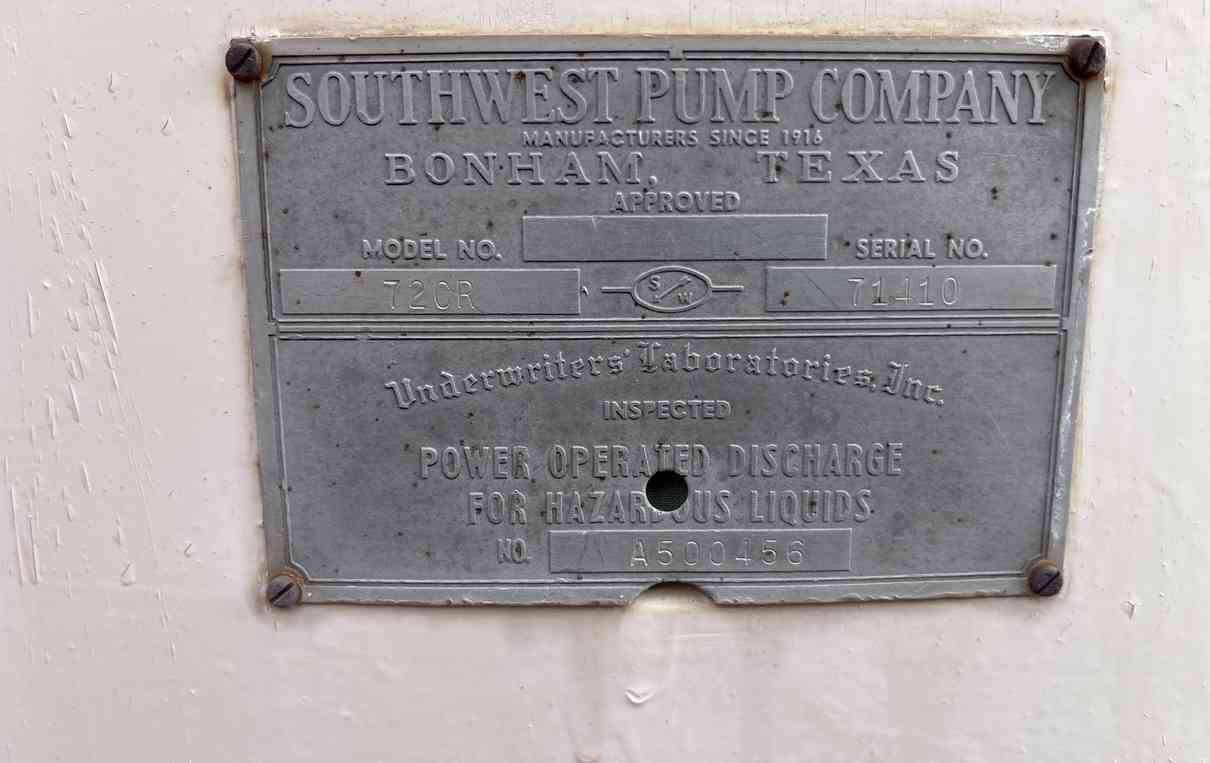 SOUTHWEST PUMP COMPANY
MANUFACTURERS SINCE 1916
BONHAM, TEXAS
APPROVED
MODEL NO. SERIAL NO.
72CR S/W 71410
Underwriters' Laboratories, Inc.
INSPECTED
POWER OPERATED DISCHARGE
FOR HAZARDOUS LIQUIDS
NO. A500456